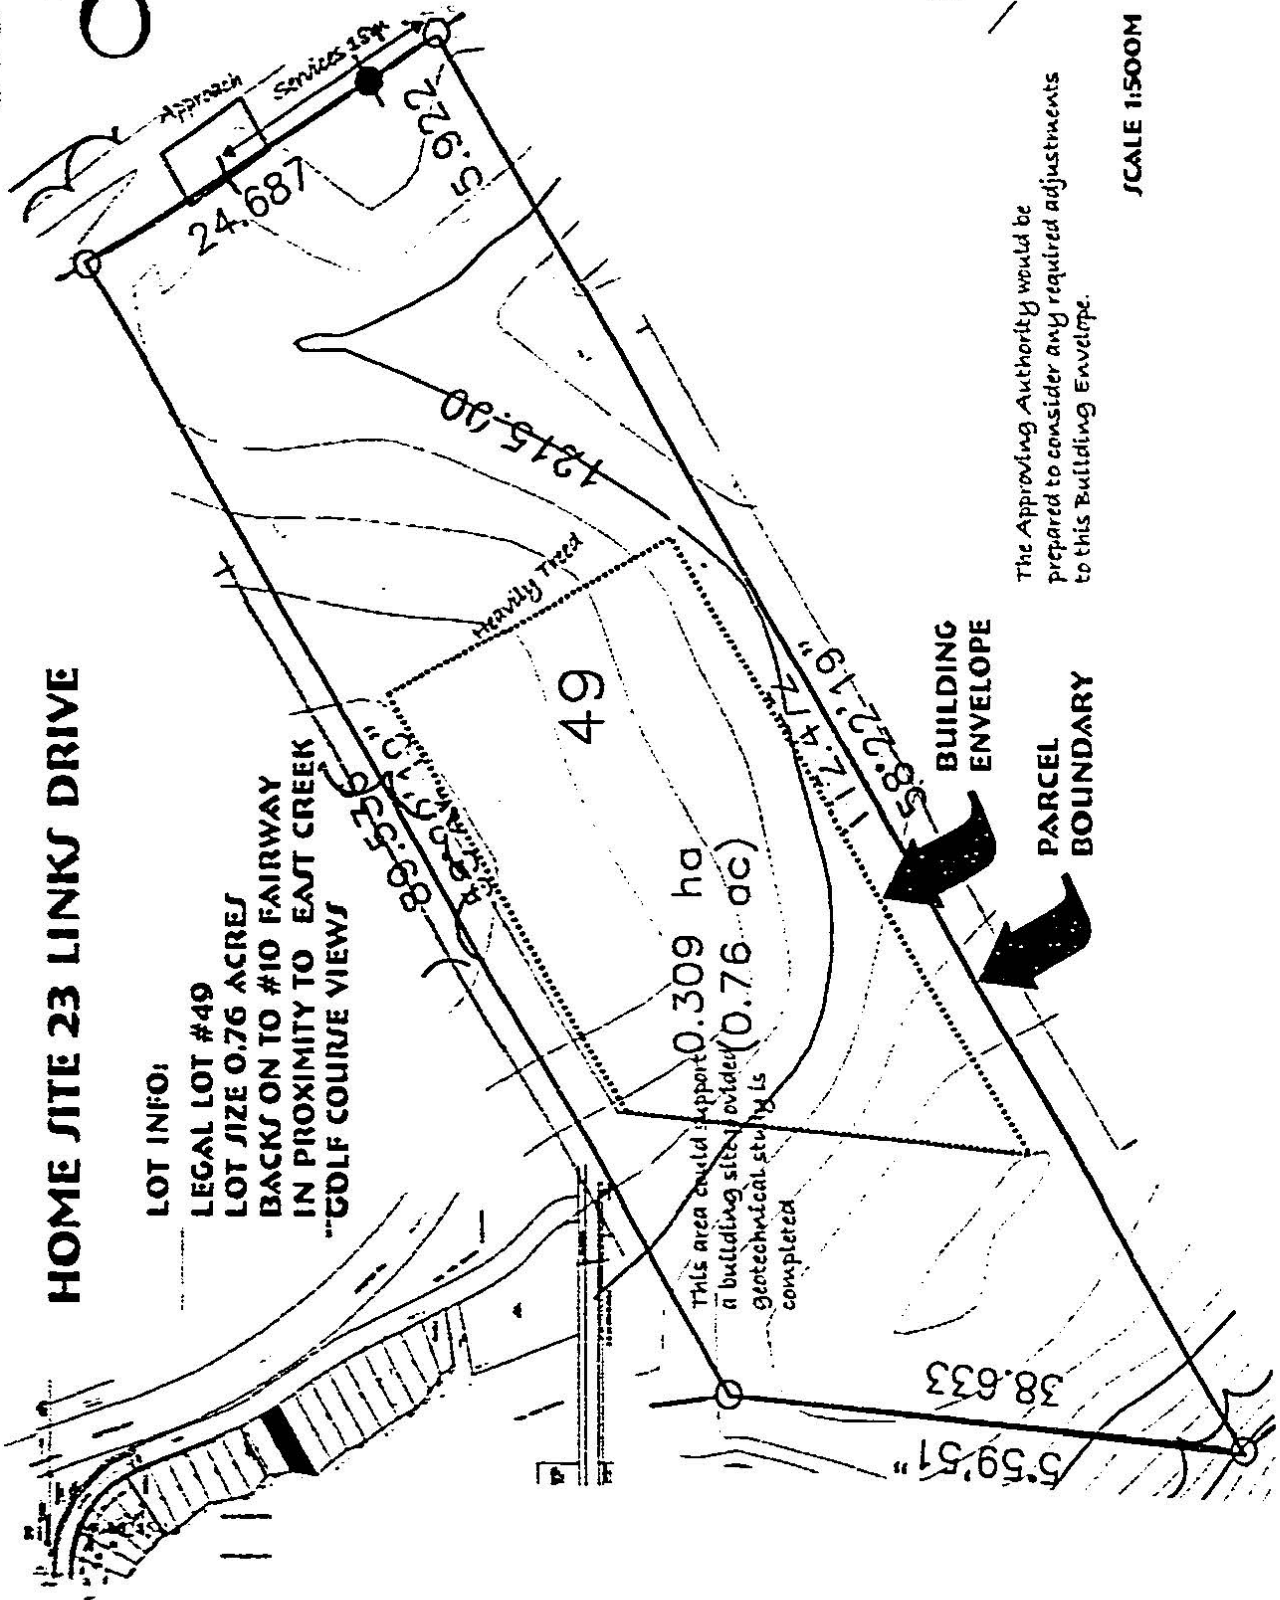 HOME SITE 23 LINKS DRIVE
LOT INFO:
LEGAL LOT #49
LOT SIZE 0.76 ACRES
BACKS ON TO #10 FAIRWAY
IN PROXIMITY TO EAST CREEK
"GOLF COURSE VIEWS
Approach
Services
24.687
5.922
1215.00
Heavily Treed
49
89.536
0.309 ha
(0.76 ac)
112.417
58°22'19"
This area could support
a building site provided
geotechnical study is
completed
38.633
5°59'51"
BUILDING
ENVELOPE
PARCEL
BOUNDARY
The Approving Authority would be
prepared to consider any required adjustments
to this Building Envelope.
SCALE 1:500M